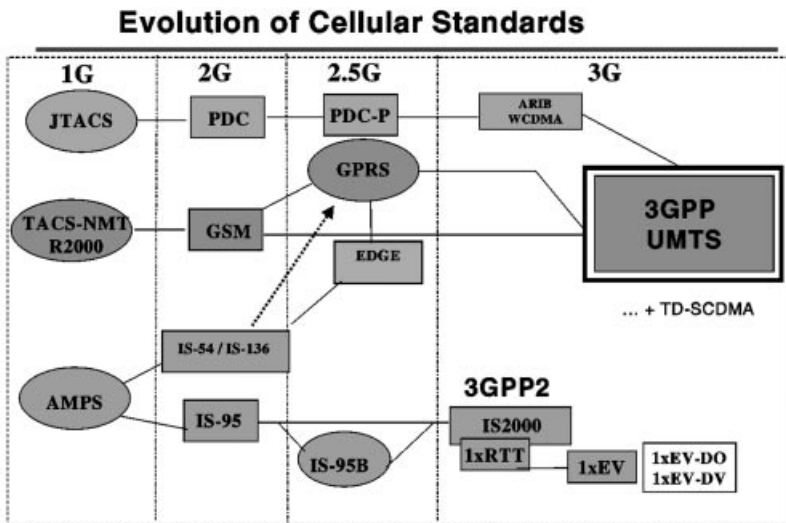 Evolution of Cellular Standards
1G
2G
2.5G
3G
JTACS
PDC
PDC-P
ARIB
WCDMA
GPRS
TACS-NMT
R2000
GSM
3GPP
UMTS
EDGE
... + TD-SCDMA
IS-54 / IS-136
AMPS
3GPP2
IS-95
IS2000
IS-95B
1xRTT
1xEV
1xEV-DO
1xEV-DV